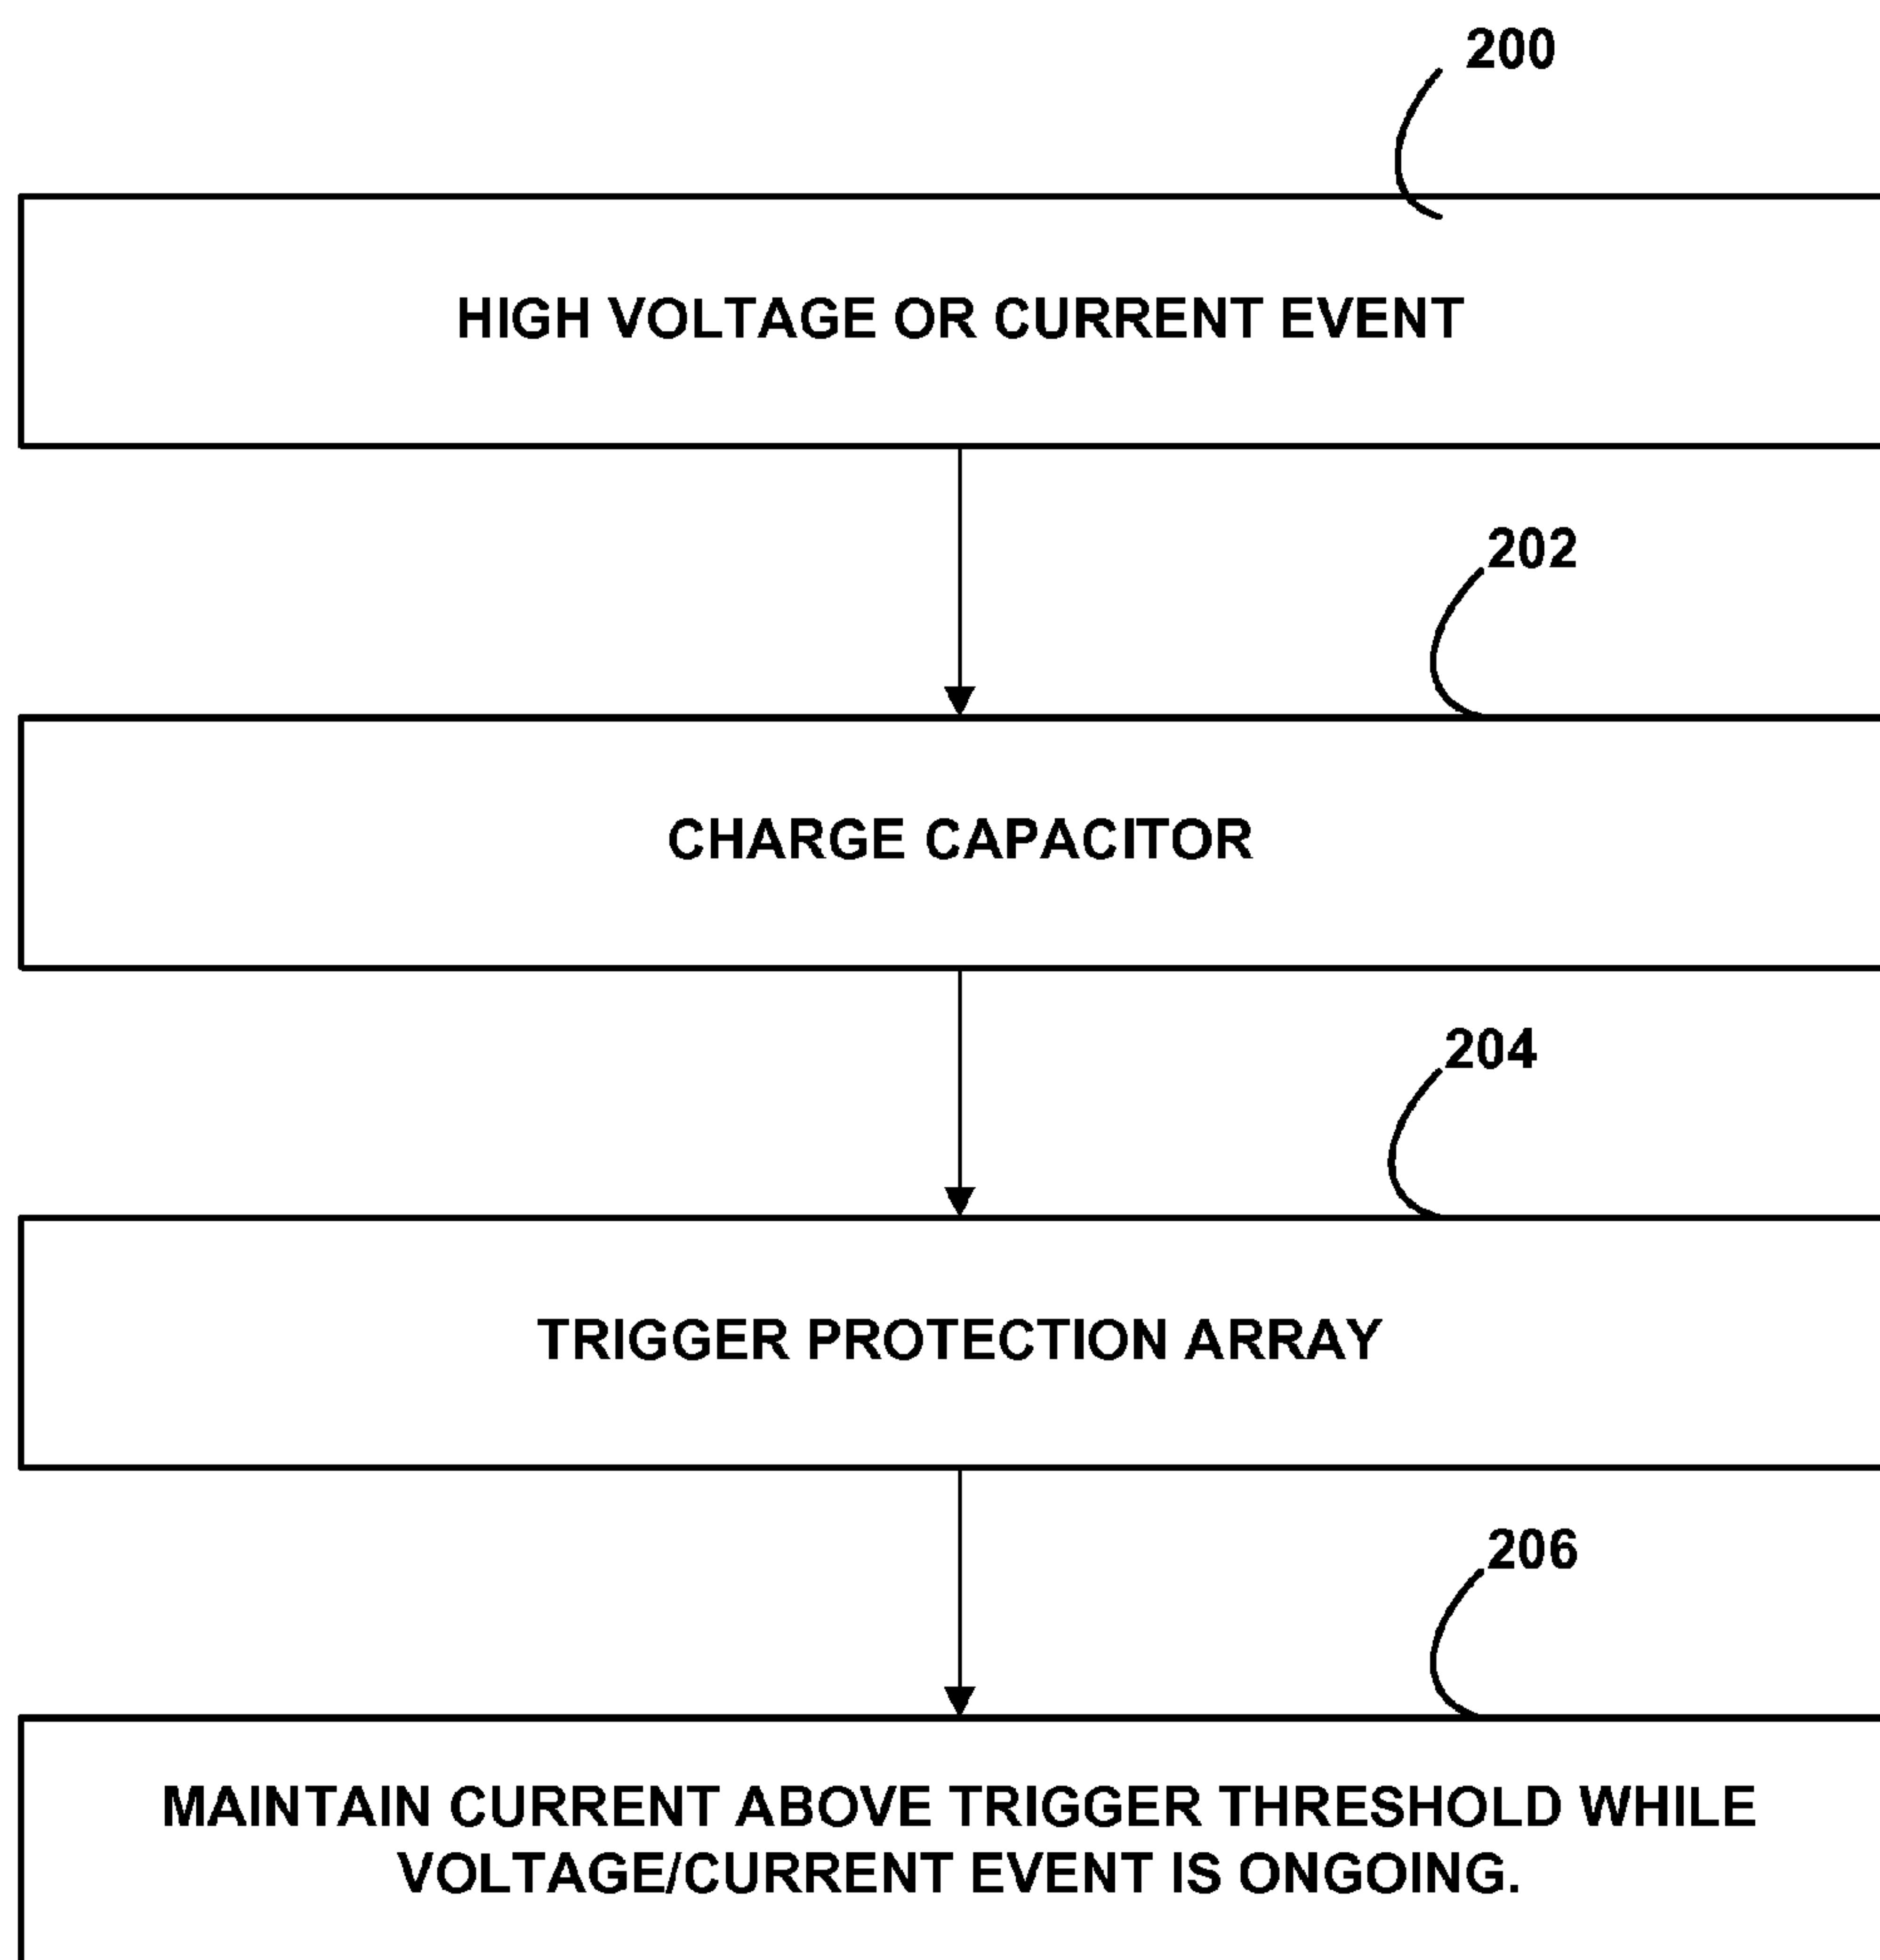 200
HIGH VOLTAGE OR CURRENT EVENT
202
CHARGE CAPACITOR
204
TRIGGER PROTECTION ARRAY
206
MAINTAIN CURRENT ABOVE TRIGGER THRESHOLD WHILE
VOLTAGE/CURRENT EVENT IS ONGOING.